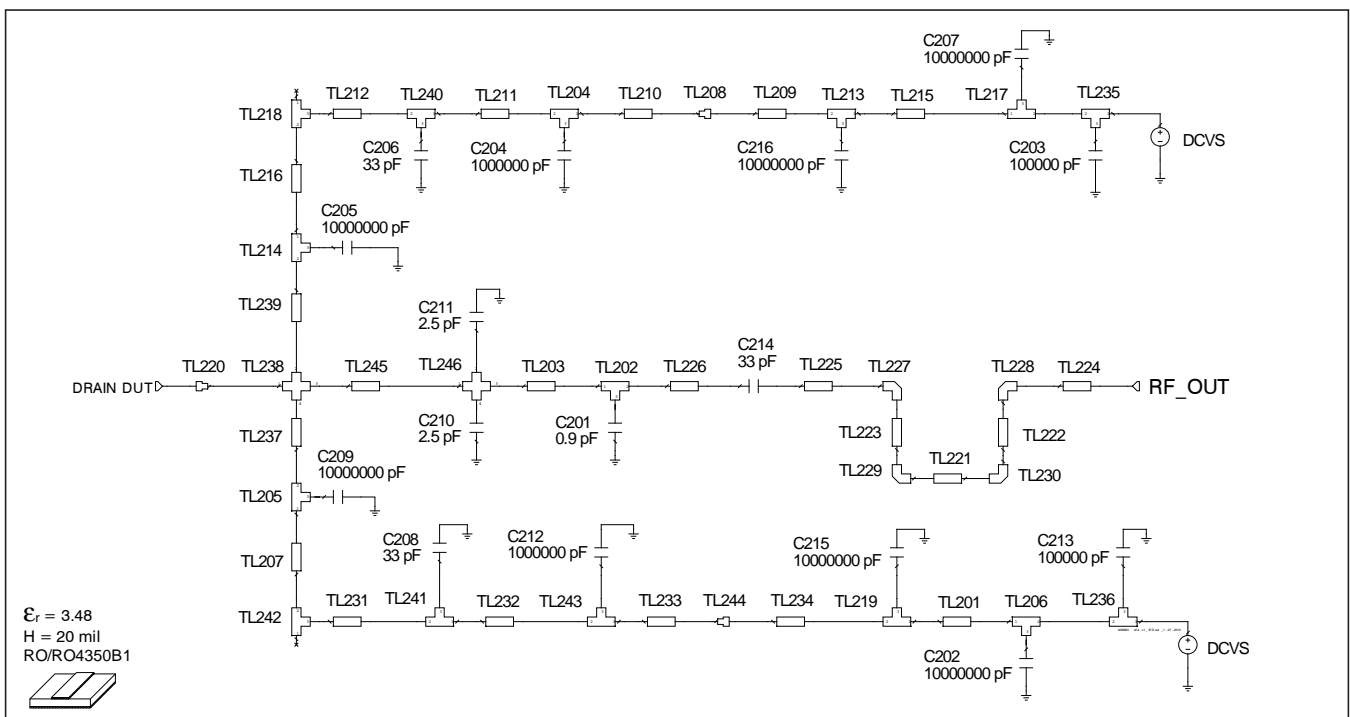 C207
10000000 pF
TL218
TL212
TL240
TL211
TL204
TL210
TL208
TL209
TL213
TL215
TL217
TL235
DCVS
C206
33 pF
C204
1000000 pF
C216
10000000 pF
C203
100000 pF
TL216
C205
10000000 pF
TL214
TL239
C211
2.5 pF
DRAIN DUT
TL220
TL238
TL245
TL246
TL203
TL202
TL226
C214
33 pF
TL225
TL227
TL228
TL224
RF_OUT
TL237
C210
2.5 pF
C201
0.9 pF
TL223
TL222
C209
10000000 pF
TL229
TL221
TL230
TL205
TL207
C208
33 pF
C212
1000000 pF
C215
10000000 pF
C213
100000 pF
TL242
TL231
TL241
TL232
TL243
TL233
TL244
TL234
TL219
TL201
TL206
TL236
DCVS
C202
10000000 pF
εr = 3.48
H = 20 mil
RO/RO4350B1